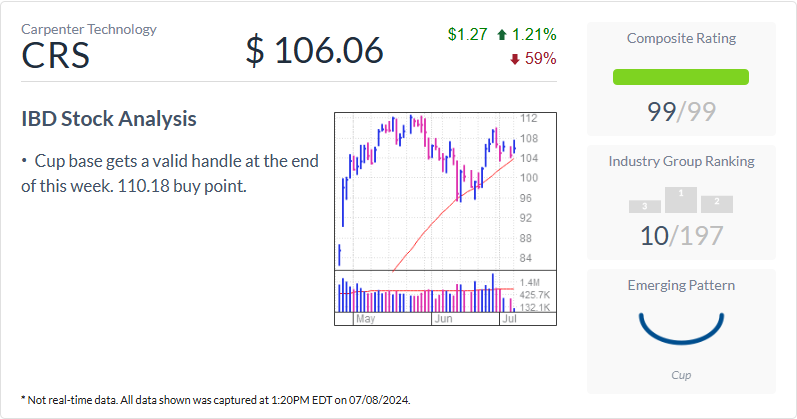 Carpenter Technology
CRS
$ 106.06
$1.27 1.21%
59%
IBD Stock Analysis
• Cup base gets a valid handle at the end
of this week. 110.18 buy point.
112
108
104
100
96
92
88
84
1.4M
425.7K
132.1K
May Jun Jul
Composite Rating
99/99
Industry Group Ranking
3 1 2
10/197
Emerging Pattern
Cup
* Not real-time data. All data shown was captured at 1:20PM EDT on 07/08/2024.